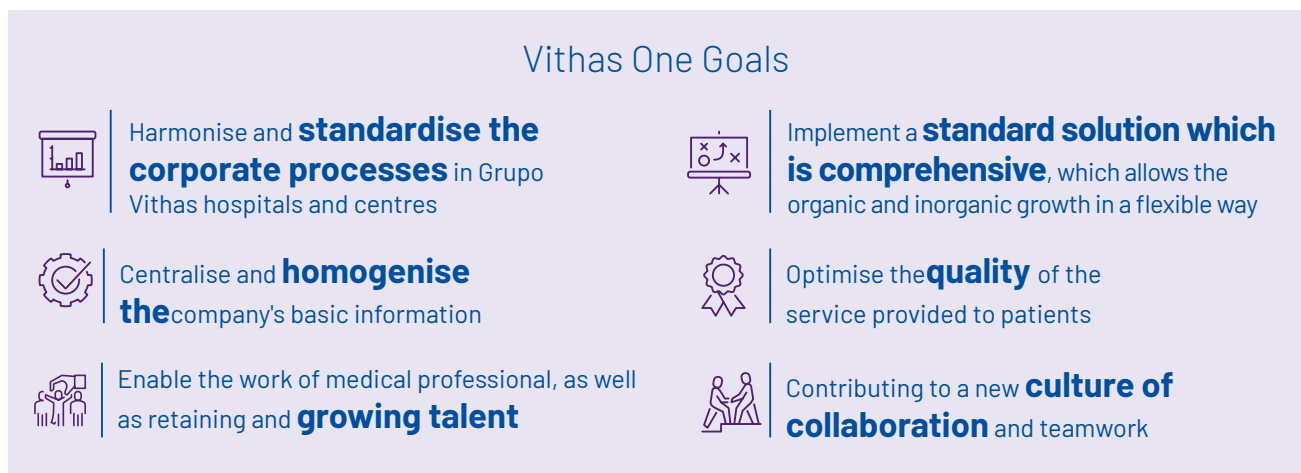 Vithas One Goals
Harmonise and standardise the
corporate processes in Grupo
Vithas hospitals and centres
Centralise and homogenise
thecompany's basic information
Enable the work of medical professional, as well
as retaining and growing talent
Implement a standard solution which
is comprehensive, which allows the
organic and inorganic growth in a flexible way
Optimise thequality of the
service provided to patients
Contributing to a new culture of
collaboration and teamwork